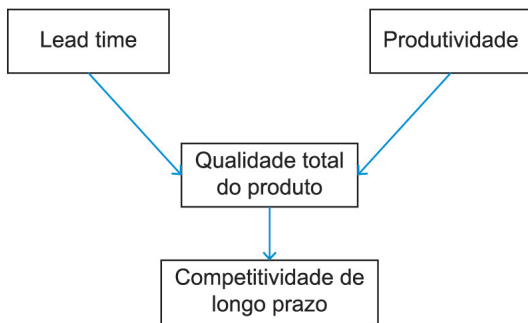 Lead time
Produtividade
Qualidade total
do produto
Competitividade de
longo prazo